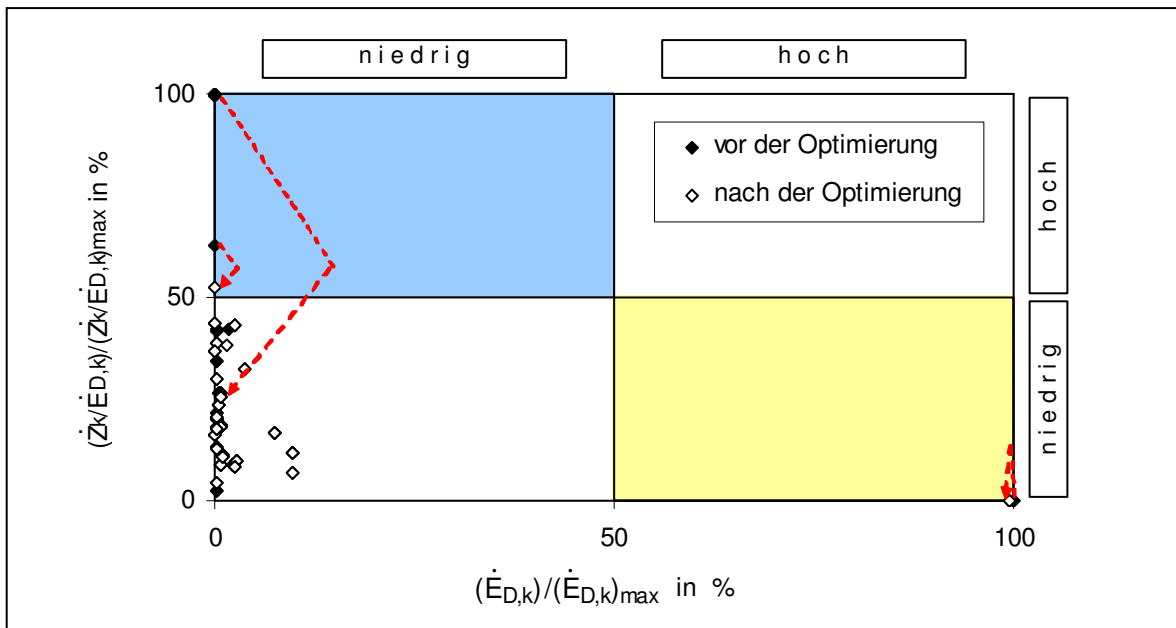 niedrig
hoch
100
50
0
(Żk/ĖD,k)/(Żk/ĖD,k)max in %
vor der Optimierung
nach der Optimierung
hoch
niedrig
0
50
100
(ĖD,k)/(ĖD,k)max in %